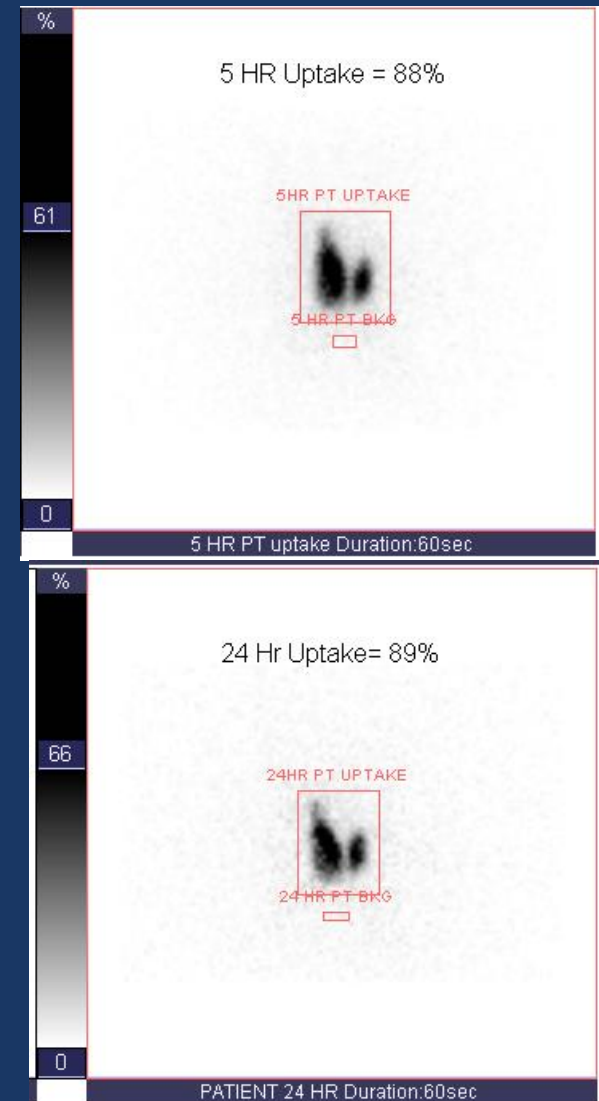 %
5 HR Uptake = 88%
5HR PT UPTAKE
61
5 HR PT BKG
0
5 HR PT uptake Duration:60sec
%
24 Hr Uptake= 89%
66
24HR PT UPTAKE
24 HR PT BKG
0
PATIENT 24 HR Duration:60sec